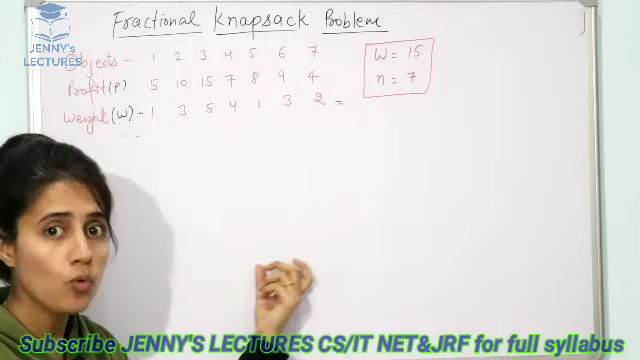 Fractional Knapsack Problem
JENNY's
LECTURES
Objects - 1 2 3 4 5 6 7
Profit (P) 5 10 15 7 8 9 4
Weight (W) - 1 3 5 4 1 3 2 =
W = 15
n = 7
Subscribe JENNY'S LECTURES CS/IT NET&JRF for full syllabus